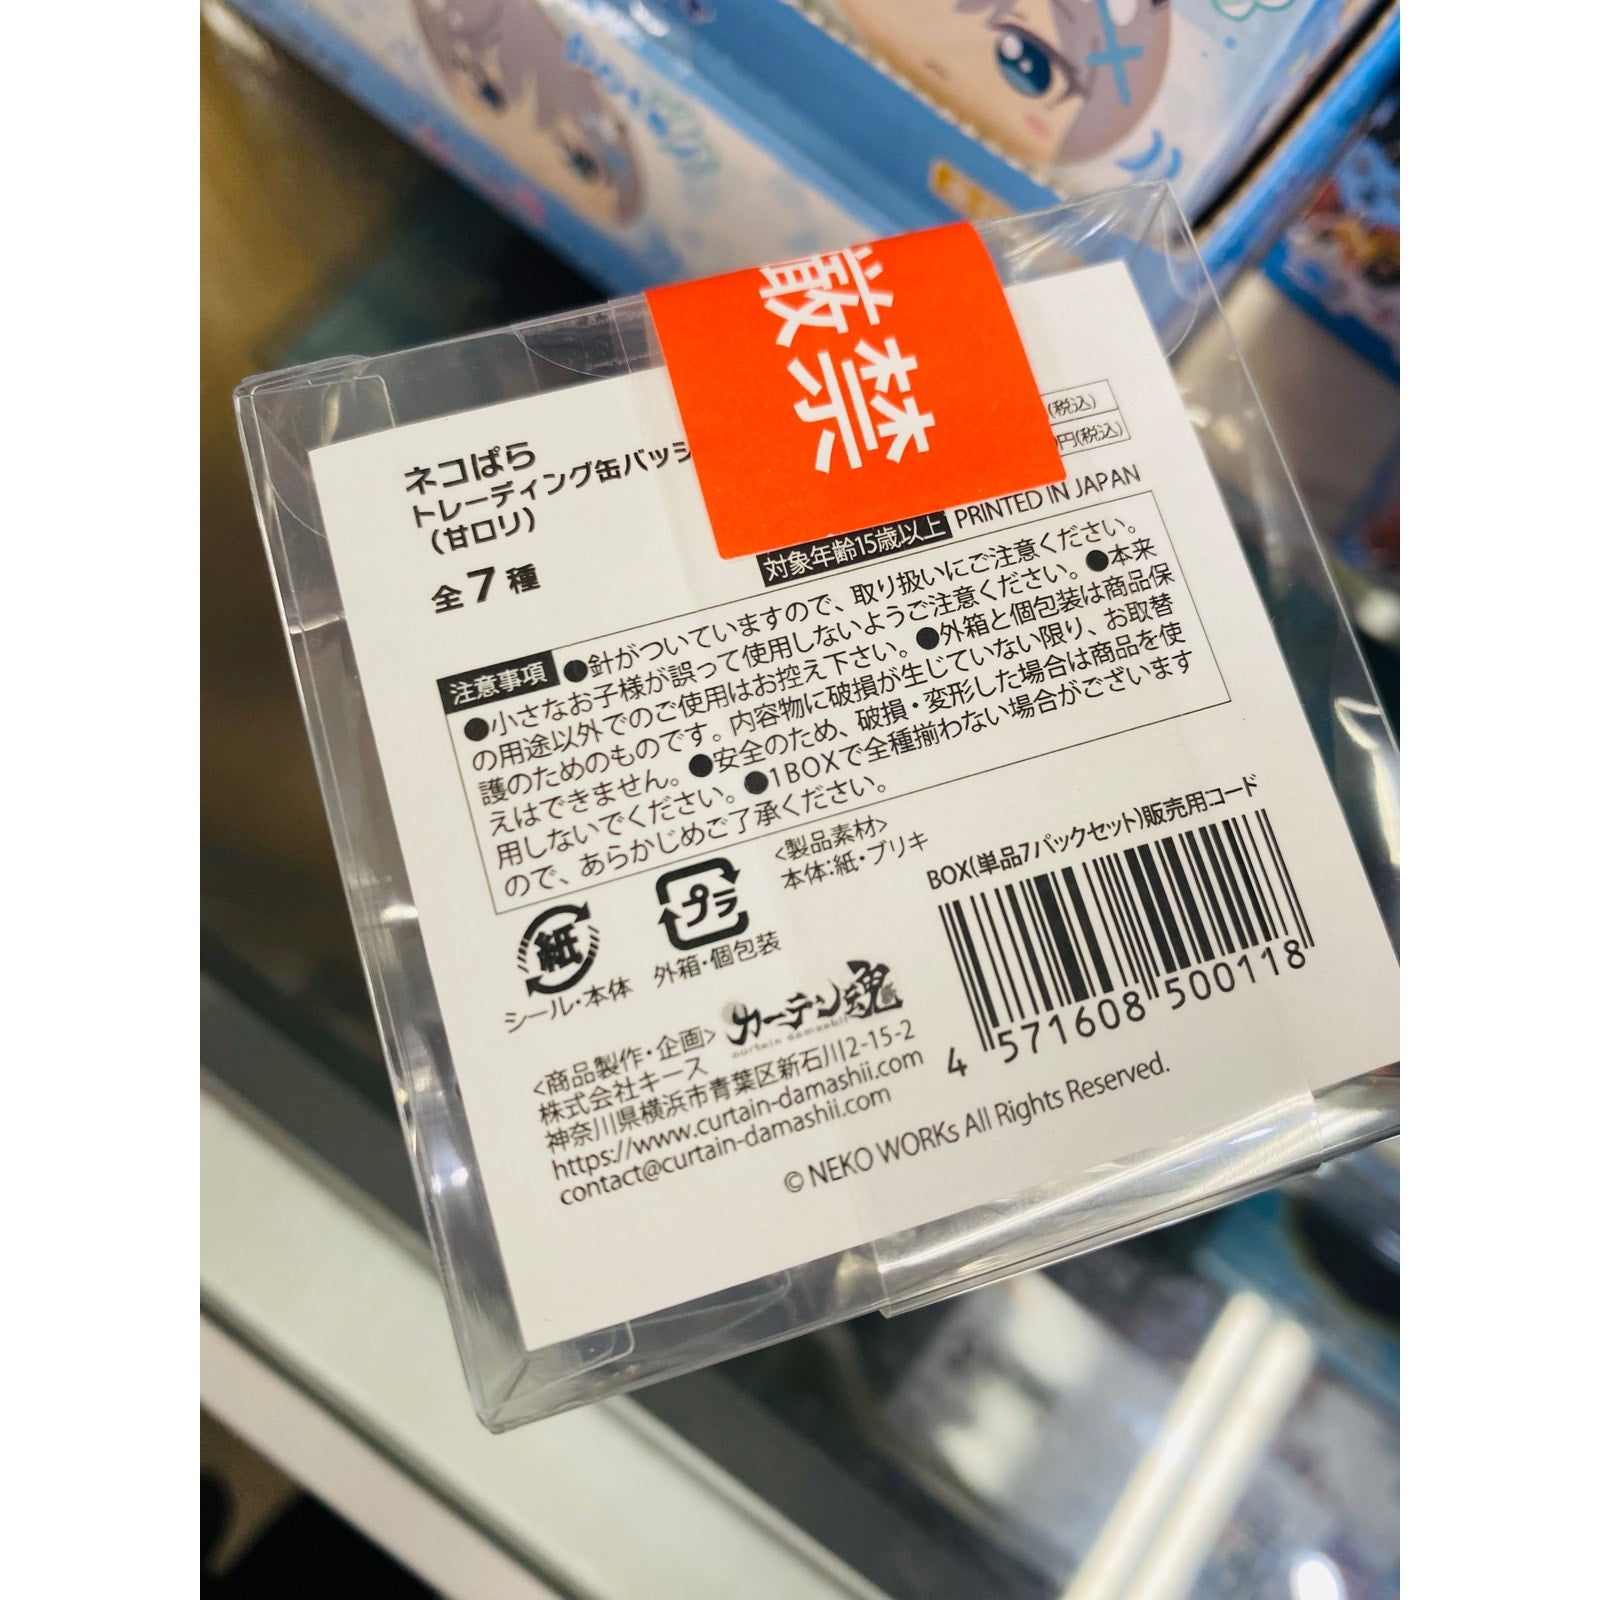 厳禁
ネコぱら
トレーディング缶バッジ
(甘ロリ)
全7種
(税込)
円(税込)
対象年齢15歳以上 PRINTED IN JAPAN
注意事項 ●針がついていますので、取り扱いにご注意ください。
●小さなお子様が誤って使用しないようご注意ください。●本来
の用途以外でのご使用はお控え下さい。●外箱と個包装は商品保
護のためのものです。内容物に破損が生じていない限り、お取替
えはできません。●安全のため、破損・変形した場合は商品を使
用しないでください。●1BOXで全種揃わない場合がございます
ので、あらかじめご了承ください。
<製品素材>
本体:紙・ブリキ
紙
シール・本体
プラ
外箱・個包装
BOX(単品7パックセット)販売用コード
4 571608 500118
<商品製作・企画> カーテン魂
curtain damashii
株式会社キース
神奈川県横浜市青葉区新石川2-15-2
https://www.curtain-damashii.com
contact@curtain-damashii.com
© NEKO WORKs All Rights Reserved.